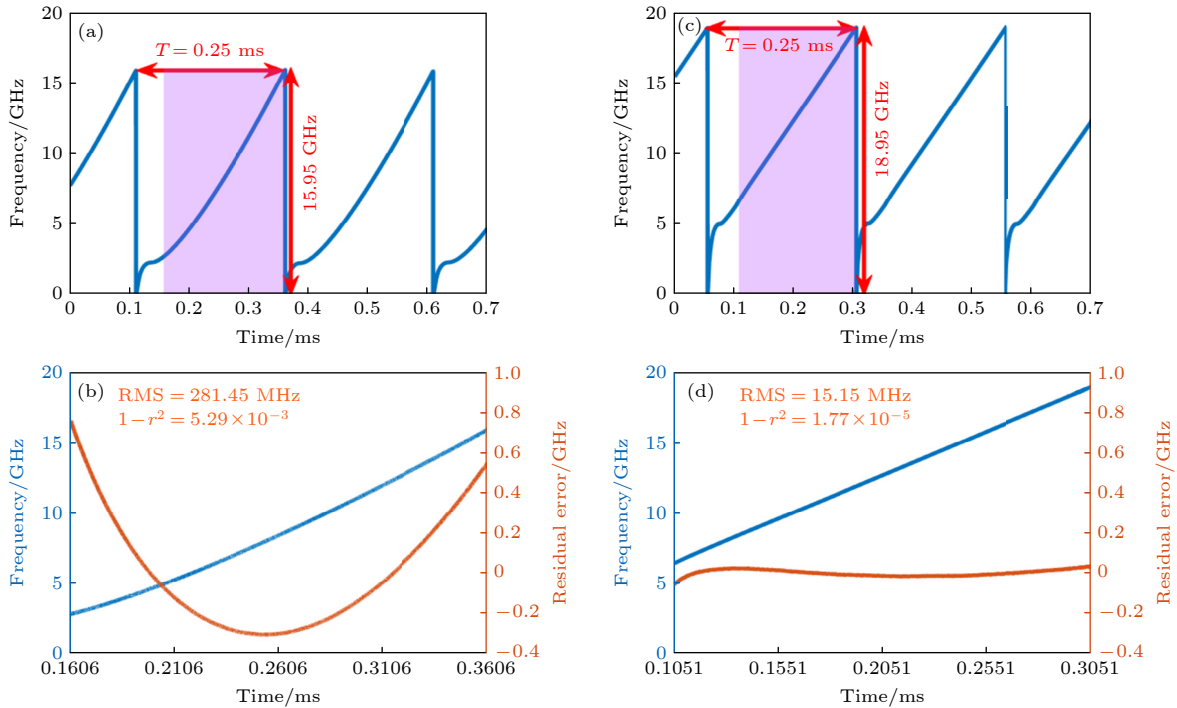 (a)
T = 0.25 ms
15.95 GHz
Frequency/GHz
20
15
10
5
0
0 0.1 0.2 0.3 0.4 0.5 0.6 0.7
Time/ms
(c)
T = 0.25 ms
18.95 GHz
Frequency/GHz
20
15
10
5
0
0 0.1 0.2 0.3 0.4 0.5 0.6 0.7
Time/ms
(b)
RMS = 281.45 MHz
1−r² = 5.29×10⁻³
Frequency/GHz
20
15
10
5
0
Residual error/GHz
1.0
0.8
0.6
0.4
0.2
0
−0.2
−0.4
0.1606 0.2106 0.2606 0.3106 0.3606
Time/ms
(d)
RMS = 15.15 MHz
1−r² = 1.77×10⁻⁵
Frequency/GHz
20
15
10
5
0
Residual error/GHz
1.0
0.8
0.6
0.4
0.2
0
−0.2
−0.4
0.1051 0.1551 0.2051 0.2551 0.3051
Time/ms